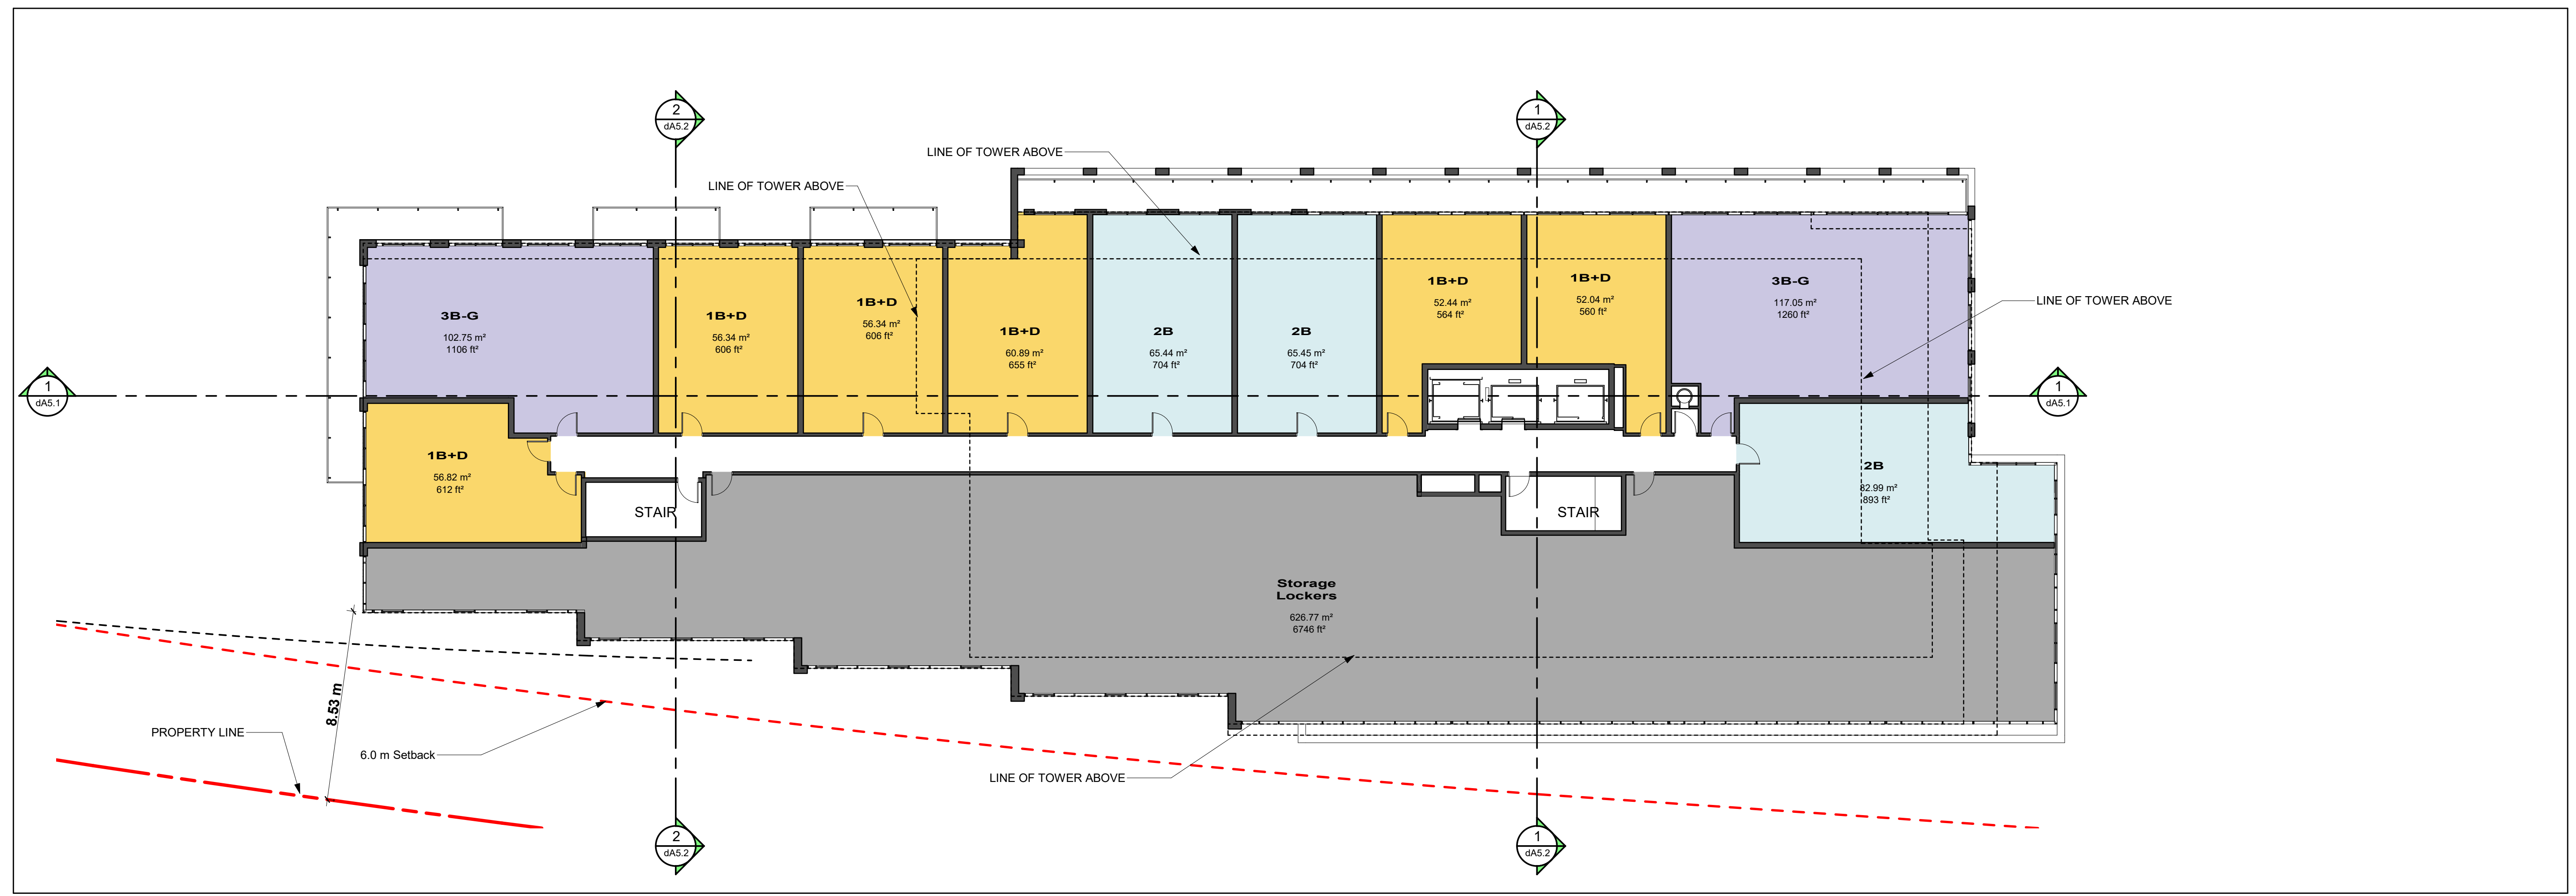 2
dA5.2
1
dA5.2
LINE OF TOWER ABOVE
LINE OF TOWER ABOVE
3B-G
102.75 m²
1106 ft²
1B+D
56.34 m²
606 ft²
1B+D
56.34 m²
606 ft²
1B+D
60.89 m²
655 ft²
2B
65.44 m²
704 ft²
2B
65.45 m²
704 ft²
1B+D
52.44 m²
564 ft²
1B+D
52.04 m²
560 ft²
3B-G
117.05 m²
1260 ft²
LINE OF TOWER ABOVE
1
dA5.1
1
dA5.1
1B+D
56.82 m²
612 ft²
2B
82.99 m²
893 ft²
STAIR
STAIR
Storage
Lockers
626.77 m²
6746 ft²
8.53 m
PROPERTY LINE
6.0 m Setback
LINE OF TOWER ABOVE
2
dA5.2
1
dA5.2